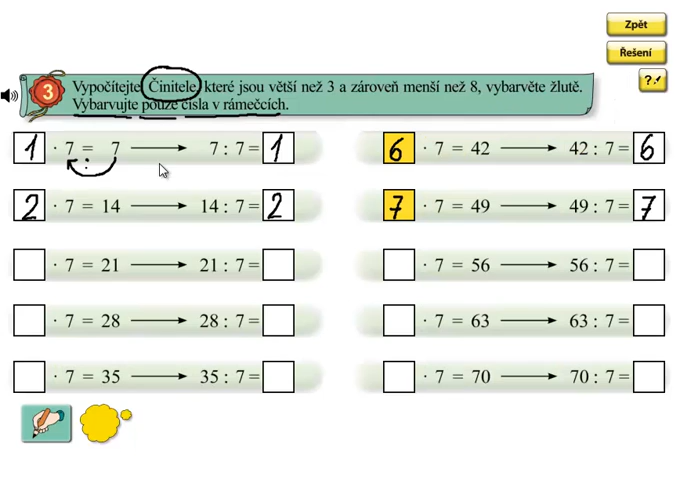 Zpět
Řešení
?
3 Vypočítejte. Činitele, které jsou větší než 3 a zároveň menší než 8, vybarvěte žlutě.
Vybarvujte pouze čísla v rámečcích.
1 · 7 = 7 → 7 : 7 = 1
:
6 · 7 = 42 → 42 : 7 = 6
2 · 7 = 14 → 14 : 7 = 2
7 · 7 = 49 → 49 : 7 = 7
· 7 = 21 → 21 : 7 =
· 7 = 56 → 56 : 7 =
· 7 = 28 → 28 : 7 =
· 7 = 63 → 63 : 7 =
· 7 = 35 → 35 : 7 =
· 7 = 70 → 70 : 7 =